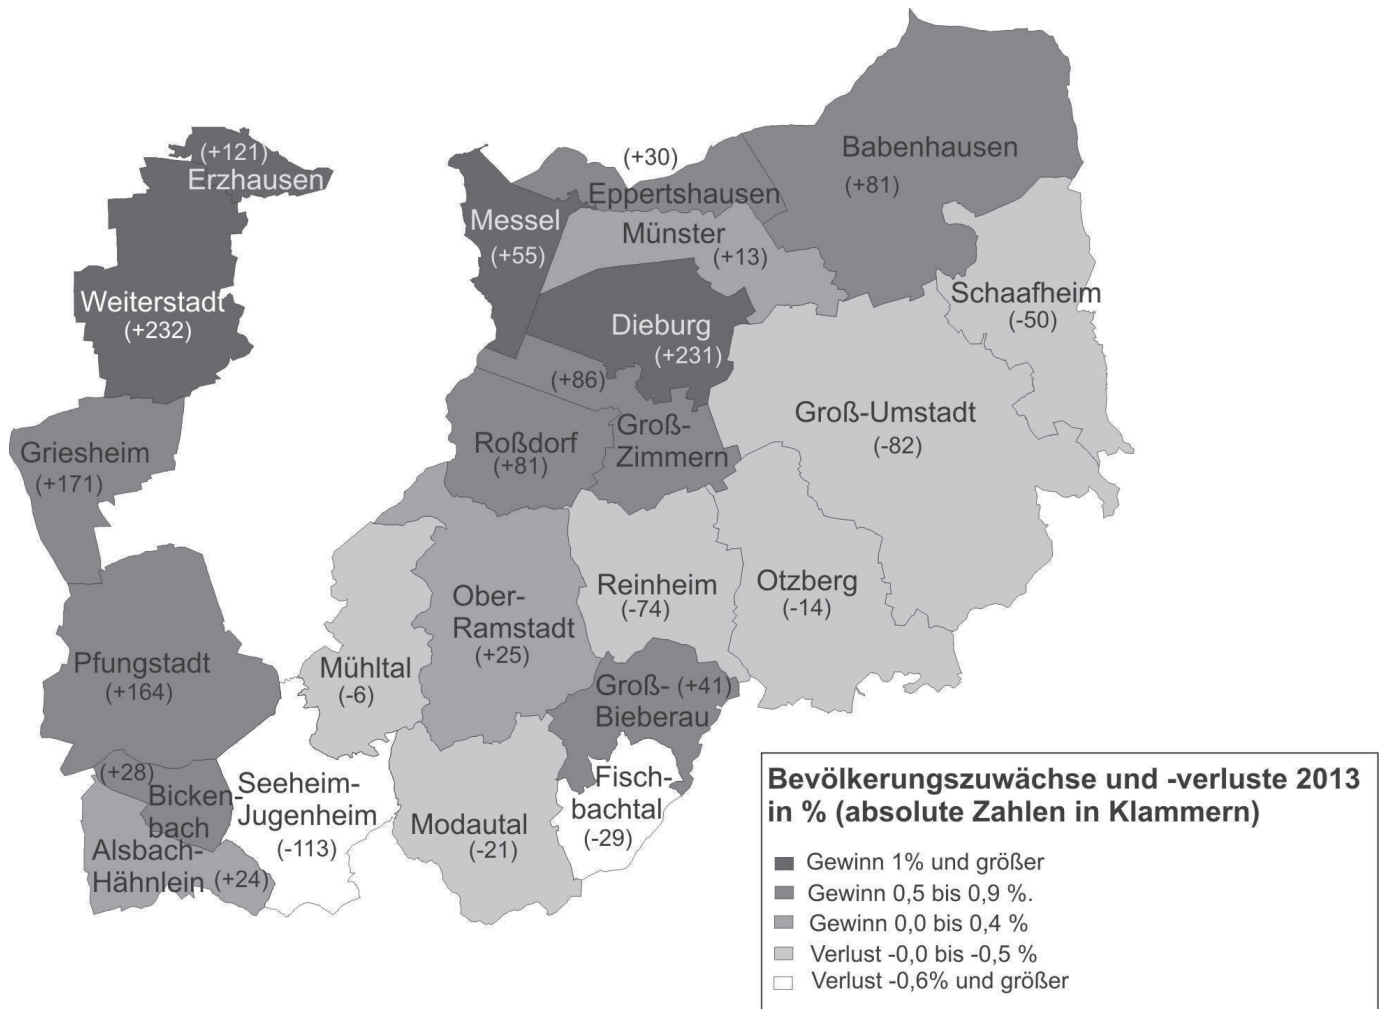 (+121)
Erzhausen
(+30)
Babenhausen
(+81)
Eppertshausen
Messel
(+55)
Münster
(+13)
Weiterstadt
(+232)
Schaafheim
(-50)
Dieburg
(+231)
(+86)
Groß-Umstadt
(-82)
Griesheim
(+171)
Roßdorf
(+81)
Groß-
Zimmern
Reinheim
(-74)
Otzberg
(-14)
Ober-
Ramstadt
(+25)
Pfungstadt
(+164)
Mühltal
(-6)
Groß- (+41)
Bieberau
(+28)
Bicken-
bach
Seeheim-
Jugenheim
(-113)
Fisch-
bachtal
(-29)
Modautal
(-21)
Alsbach-
Hähnlein (+24)
Bevölkerungszuwächse und -verluste 2013
in % (absolute Zahlen in Klammern)
Gewinn 1% und größer
Gewinn 0,5 bis 0,9 %.
Gewinn 0,0 bis 0,4 %
Verlust -0,0 bis -0,5 %
Verlust -0,6% und größer